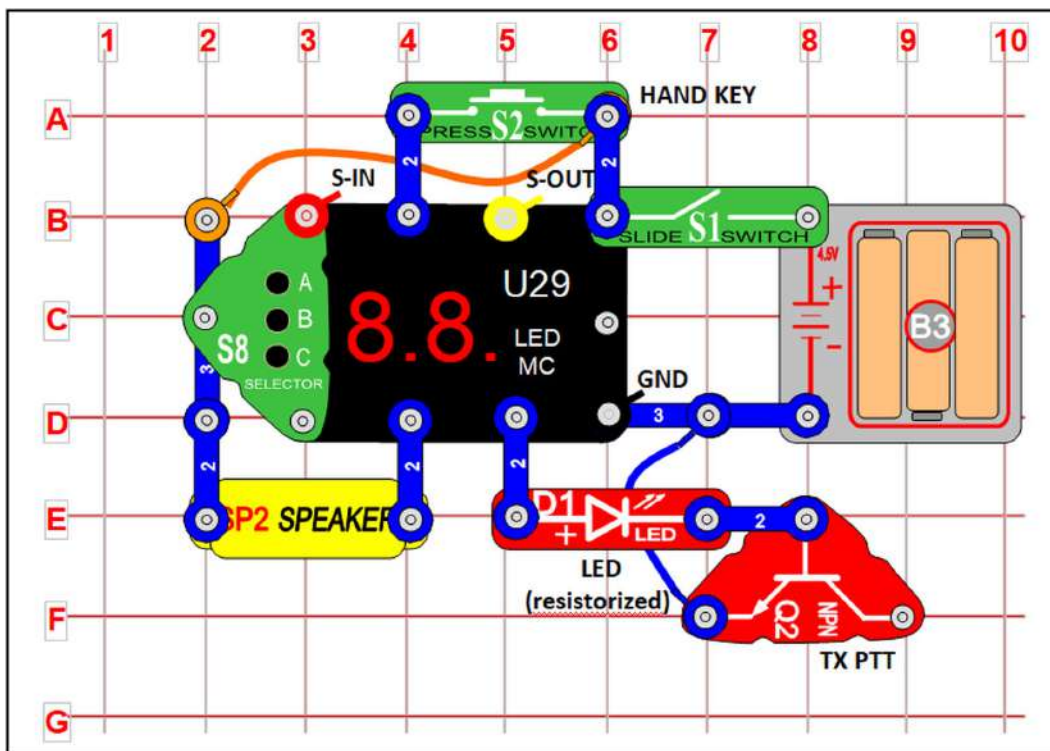 1 2 3 4 5 6 7 8 9 10
A
HAND KEY
PRESS S2 SWITC
2
2
S-IN
S-OUT
B
SLIDE S1 SWITCH
4.5V
+
U29
A
C
B
8.8.
LED
MC
B3
S8
C
-
3
SELECTOR
GND
D
3
2
2
2
E
SP2 SPEAKER
D1
+
LED
2
LED
(resistorized)
F
Q2
NPN
TX PTT
G